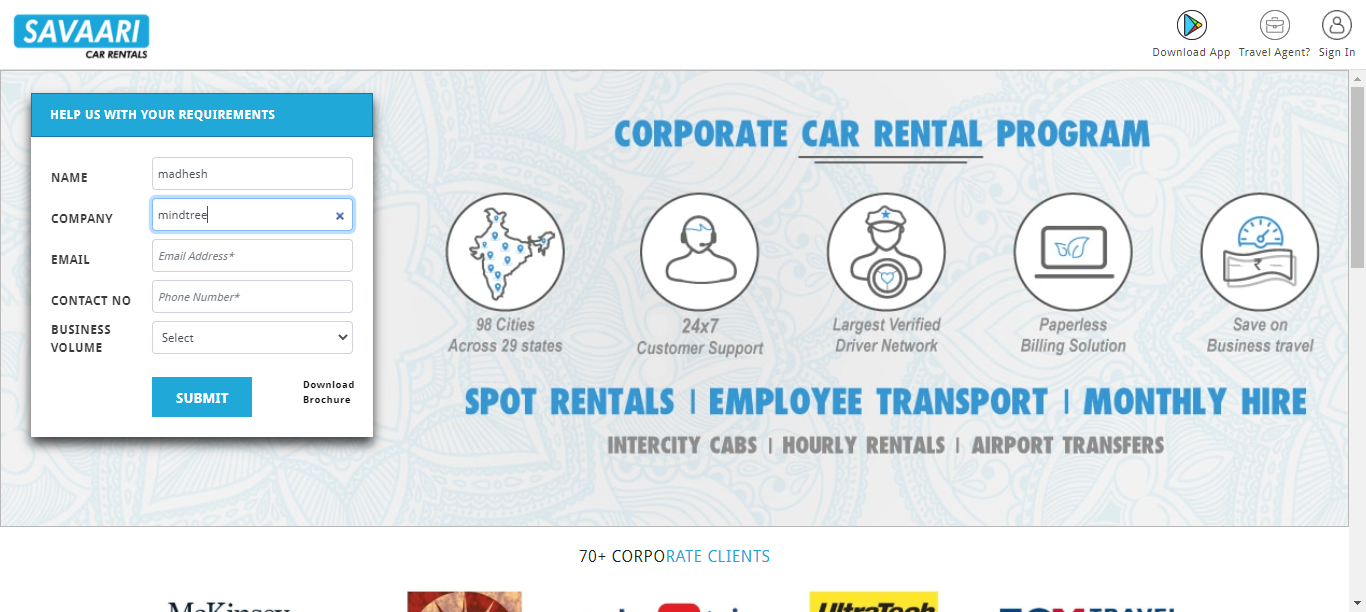 SAVAARI
CAR RENTALS
Download App
Travel Agent?
Sign In
HELP US WITH YOUR REQUIREMENTS
NAME
madhesh
COMPANY
mindtree
EMAIL
Email Address*
CONTACT NO
Phone Number*
BUSINESS
VOLUME
Select
SUBMIT
Download
Brochure
CORPORATE CAR RENTAL PROGRAM
98 Cities
Across 29 states
24x7
Customer Support
Largest Verified
Driver Network
Paperless
Billing Solution
₹
Save on
Business travel
SPOT RENTALS | EMPLOYEE TRANSPORT | MONTHLY HIRE
INTERCITY CABS | HOURLY RENTALS | AIRPORT TRANSFERS
70+ CORPORATE CLIENTS
McKinsey
UltraTech
TRAVEL